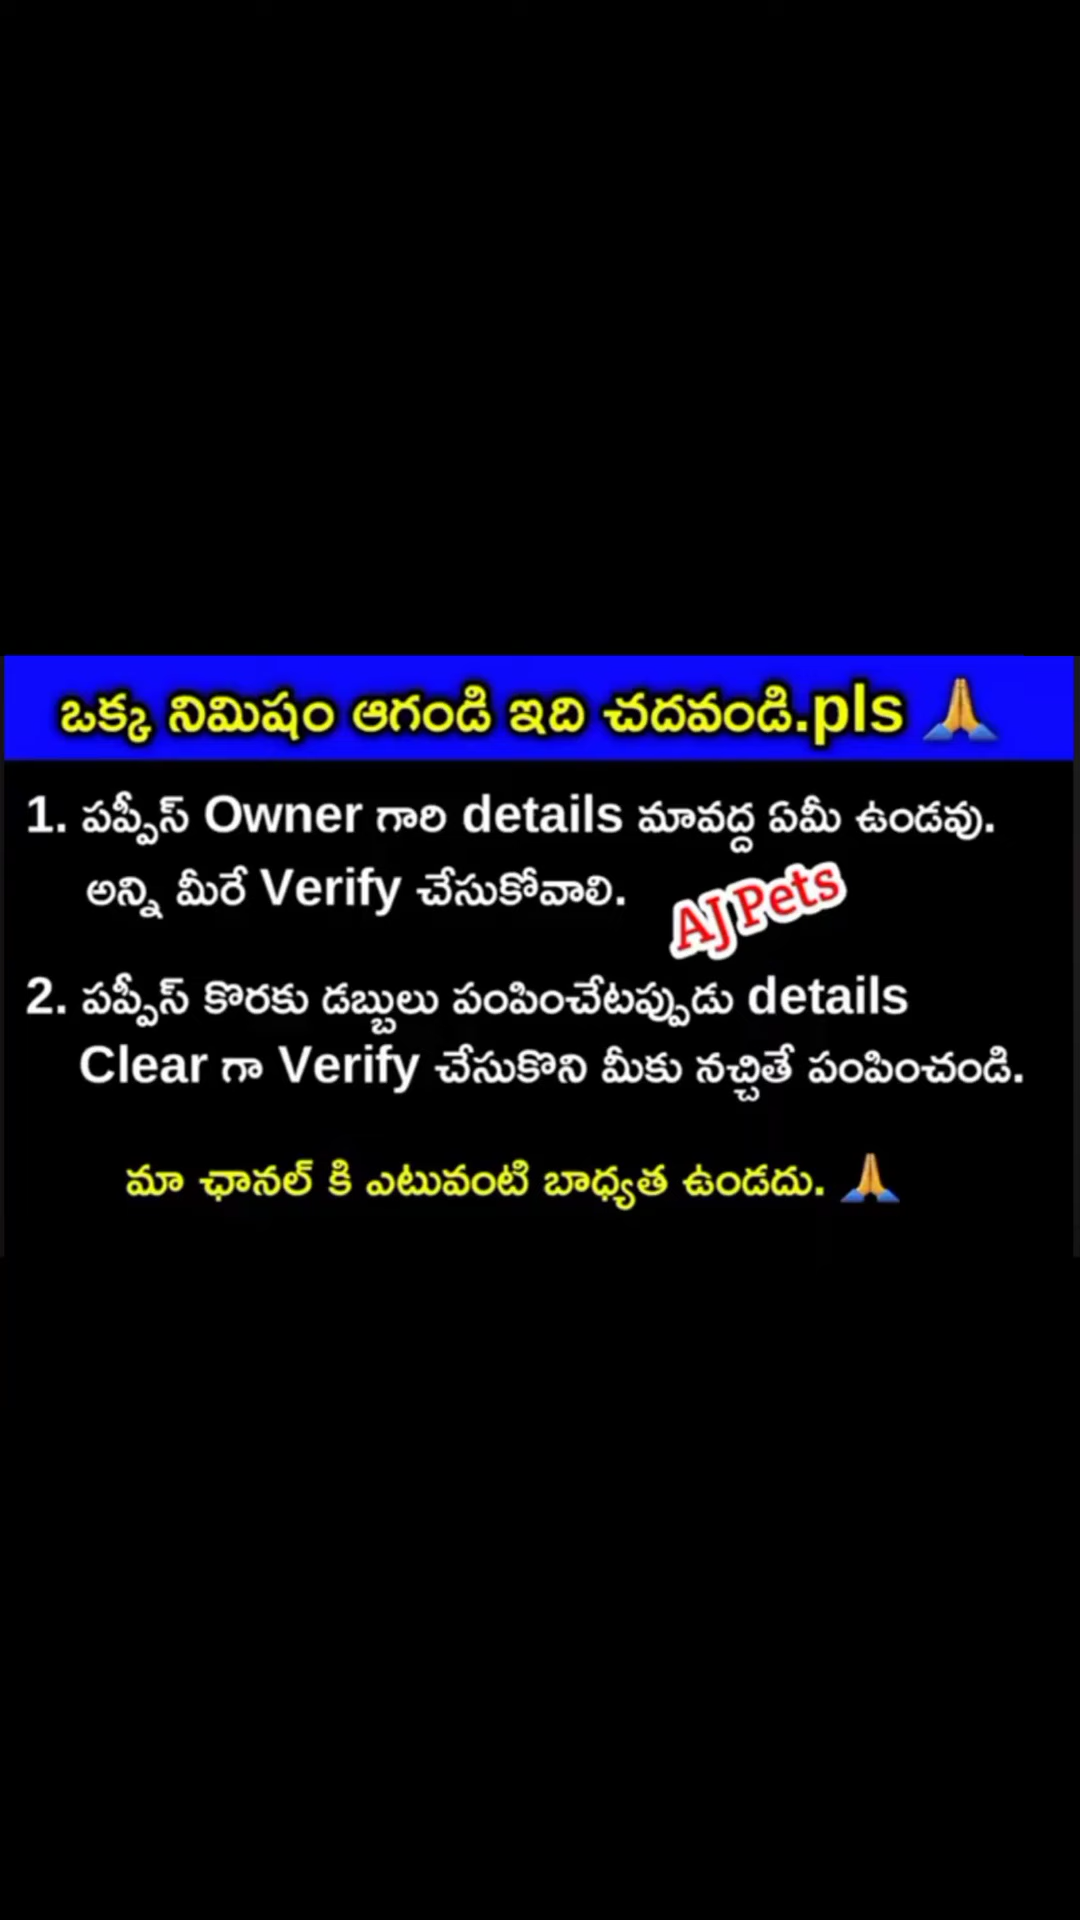 ఒక్క నిమిషం ఆగండి ఇది చదవండి.pls 🙏
1. పప్పీస్ Owner గారి details మావద్ద ఏమీ ఉండవు.
అన్ని మీరే Verify చేసుకోవాలి.
AJ Pets
2. పప్పీస్ కొరకు డబ్బులు పంపించేటప్పుడు details
Clear గా Verify చేసుకొని మీకు నచ్చితే పంపించండి.
మా ఛానల్ కి ఎటువంటి బాధ్యత ఉండదు. 🙏